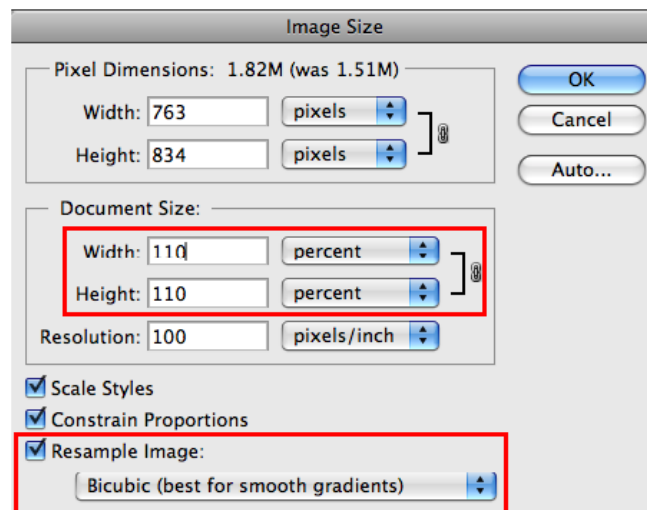 Image Size
Pixel Dimensions: 1.82M (was 1.51M)
Width: 763 pixels
Height: 834 pixels
OK
Cancel
Auto...
Document Size:
Width: 110 percent
Height: 110 percent
Resolution: 100 pixels/inch
Scale Styles
Constrain Proportions
Resample Image:
Bicubic (best for smooth gradients)